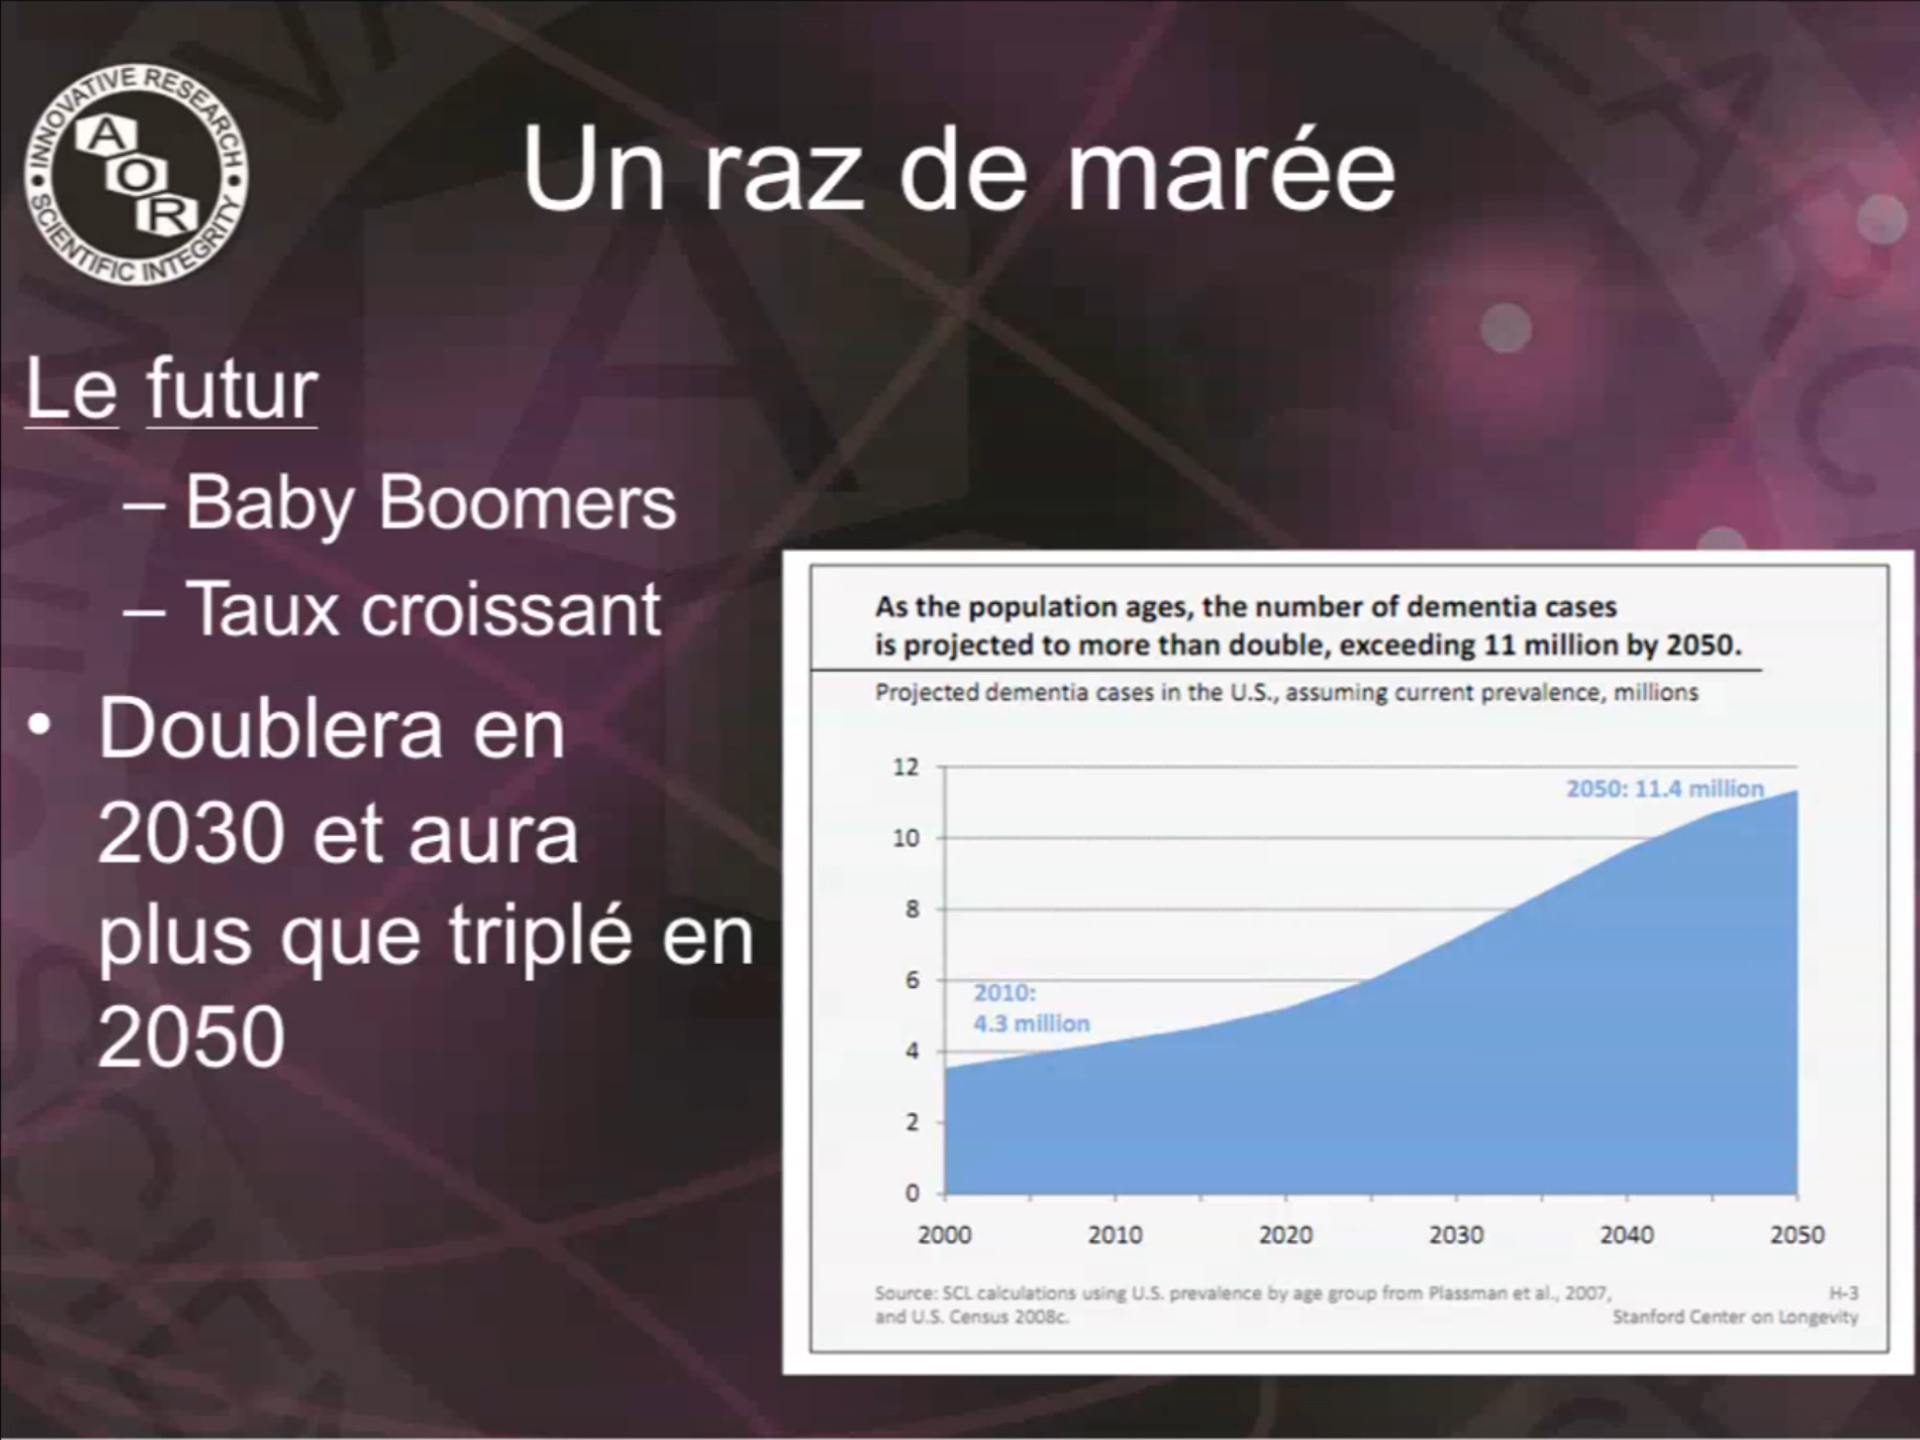 INNOVATIVE RESEARCH
A
O
R
SCIENTIFIC INTEGRITY
Un raz de marée
Le futur
– Baby Boomers
– Taux croissant
• Doublera en
2030 et aura
plus que triplé en
2050
As the population ages, the number of dementia cases
is projected to more than double, exceeding 11 million by 2050.
Projected dementia cases in the U.S., assuming current prevalence, millions
12
10
8
6
4
2
0
2050: 11.4 million
2010:
4.3 million
2000 2010 2020 2030 2040 2050
Source: SCL calculations using U.S. prevalence by age group from Plassman et al., 2007,
and U.S. Census 2008c.
H-3
Stanford Center on Longevity